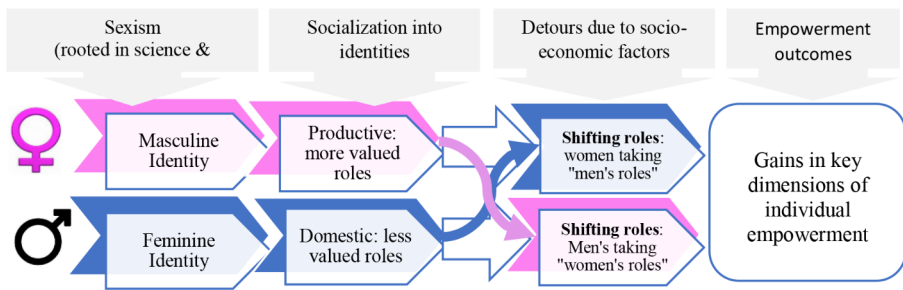 Sexism
(rooted in science &
Socialization into
identities
Detours due to socio-
economic factors
Empowerment
outcomes
Masculine
Identity
Productive:
more valued
roles
Shifting roles:
women taking
"men's roles"
Feminine
Identity
Domestic: less
valued roles
Shifting roles:
Men's taking
"women's roles"
Gains in key
dimensions of
individual
empowerment